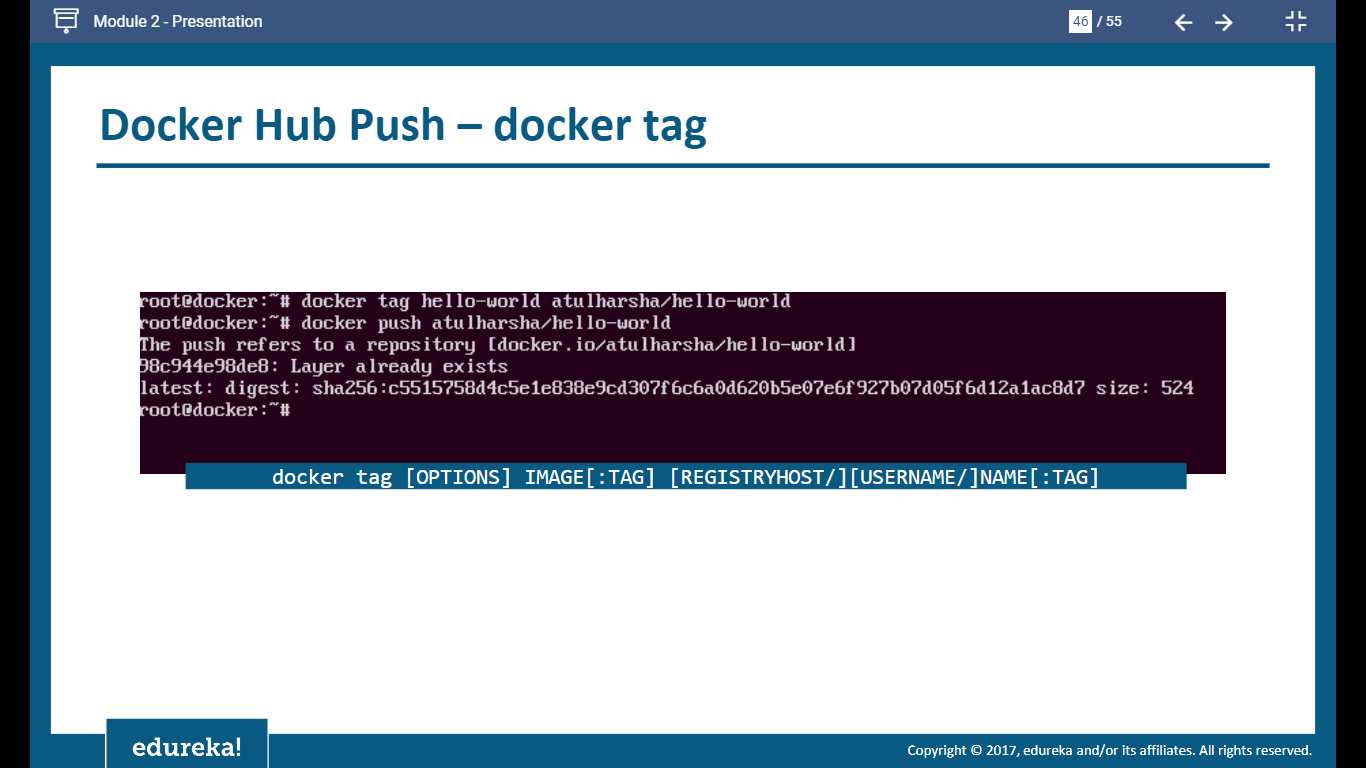 Module 2 - Presentation
46 / 55
Docker Hub Push – docker tag
root@docker:~# docker tag hello-world atulharsha/hello-world
root@docker:~# docker push atulharsha/hello-world
The push refers to a repository [docker.io/atulharsha/hello-world]
98c944e98de8: Layer already exists
latest: digest: sha256:c5515758d4c5e1e838e9cd307f6c6a0d620b5e07e6f927b07d05f6d12a1ac8d7 size: 524
root@docker:~#
docker tag [OPTIONS] IMAGE[:TAG] [REGISTRYHOST/][USERNAME/]NAME[:TAG]
edureka!
Copyright © 2017, edureka and/or its affiliates. All rights reserved.